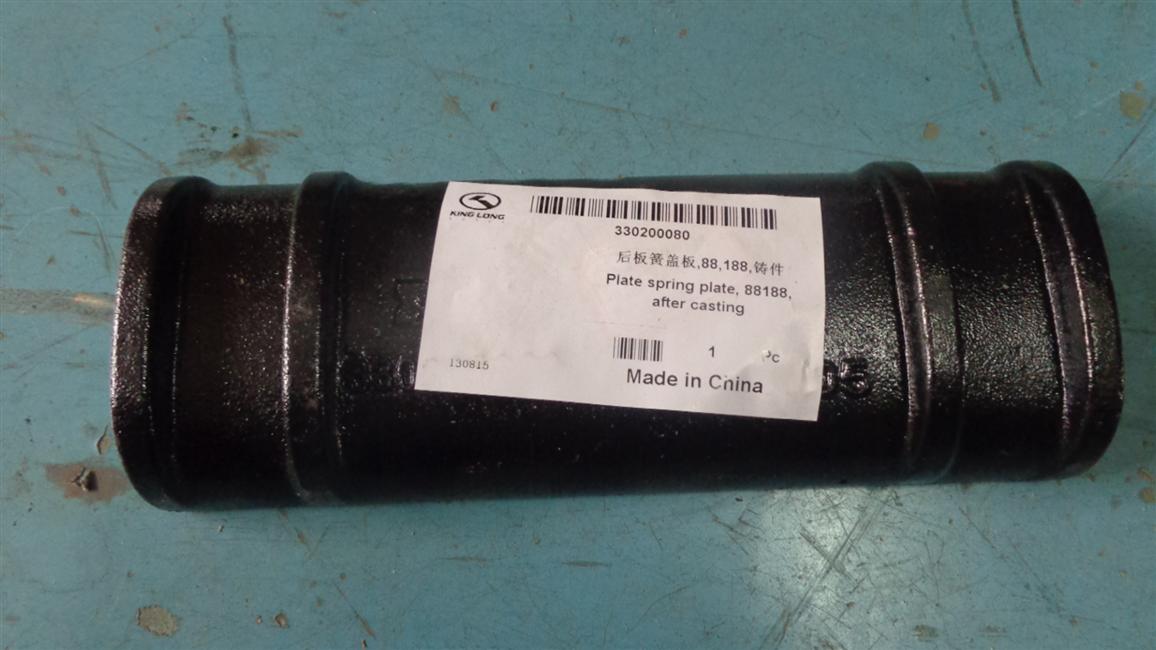 KING LONG
330200080
后板簧盖板,88,188,铸件
Plate spring plate, 88188,
after casting
1 Pc
130815
Made in China